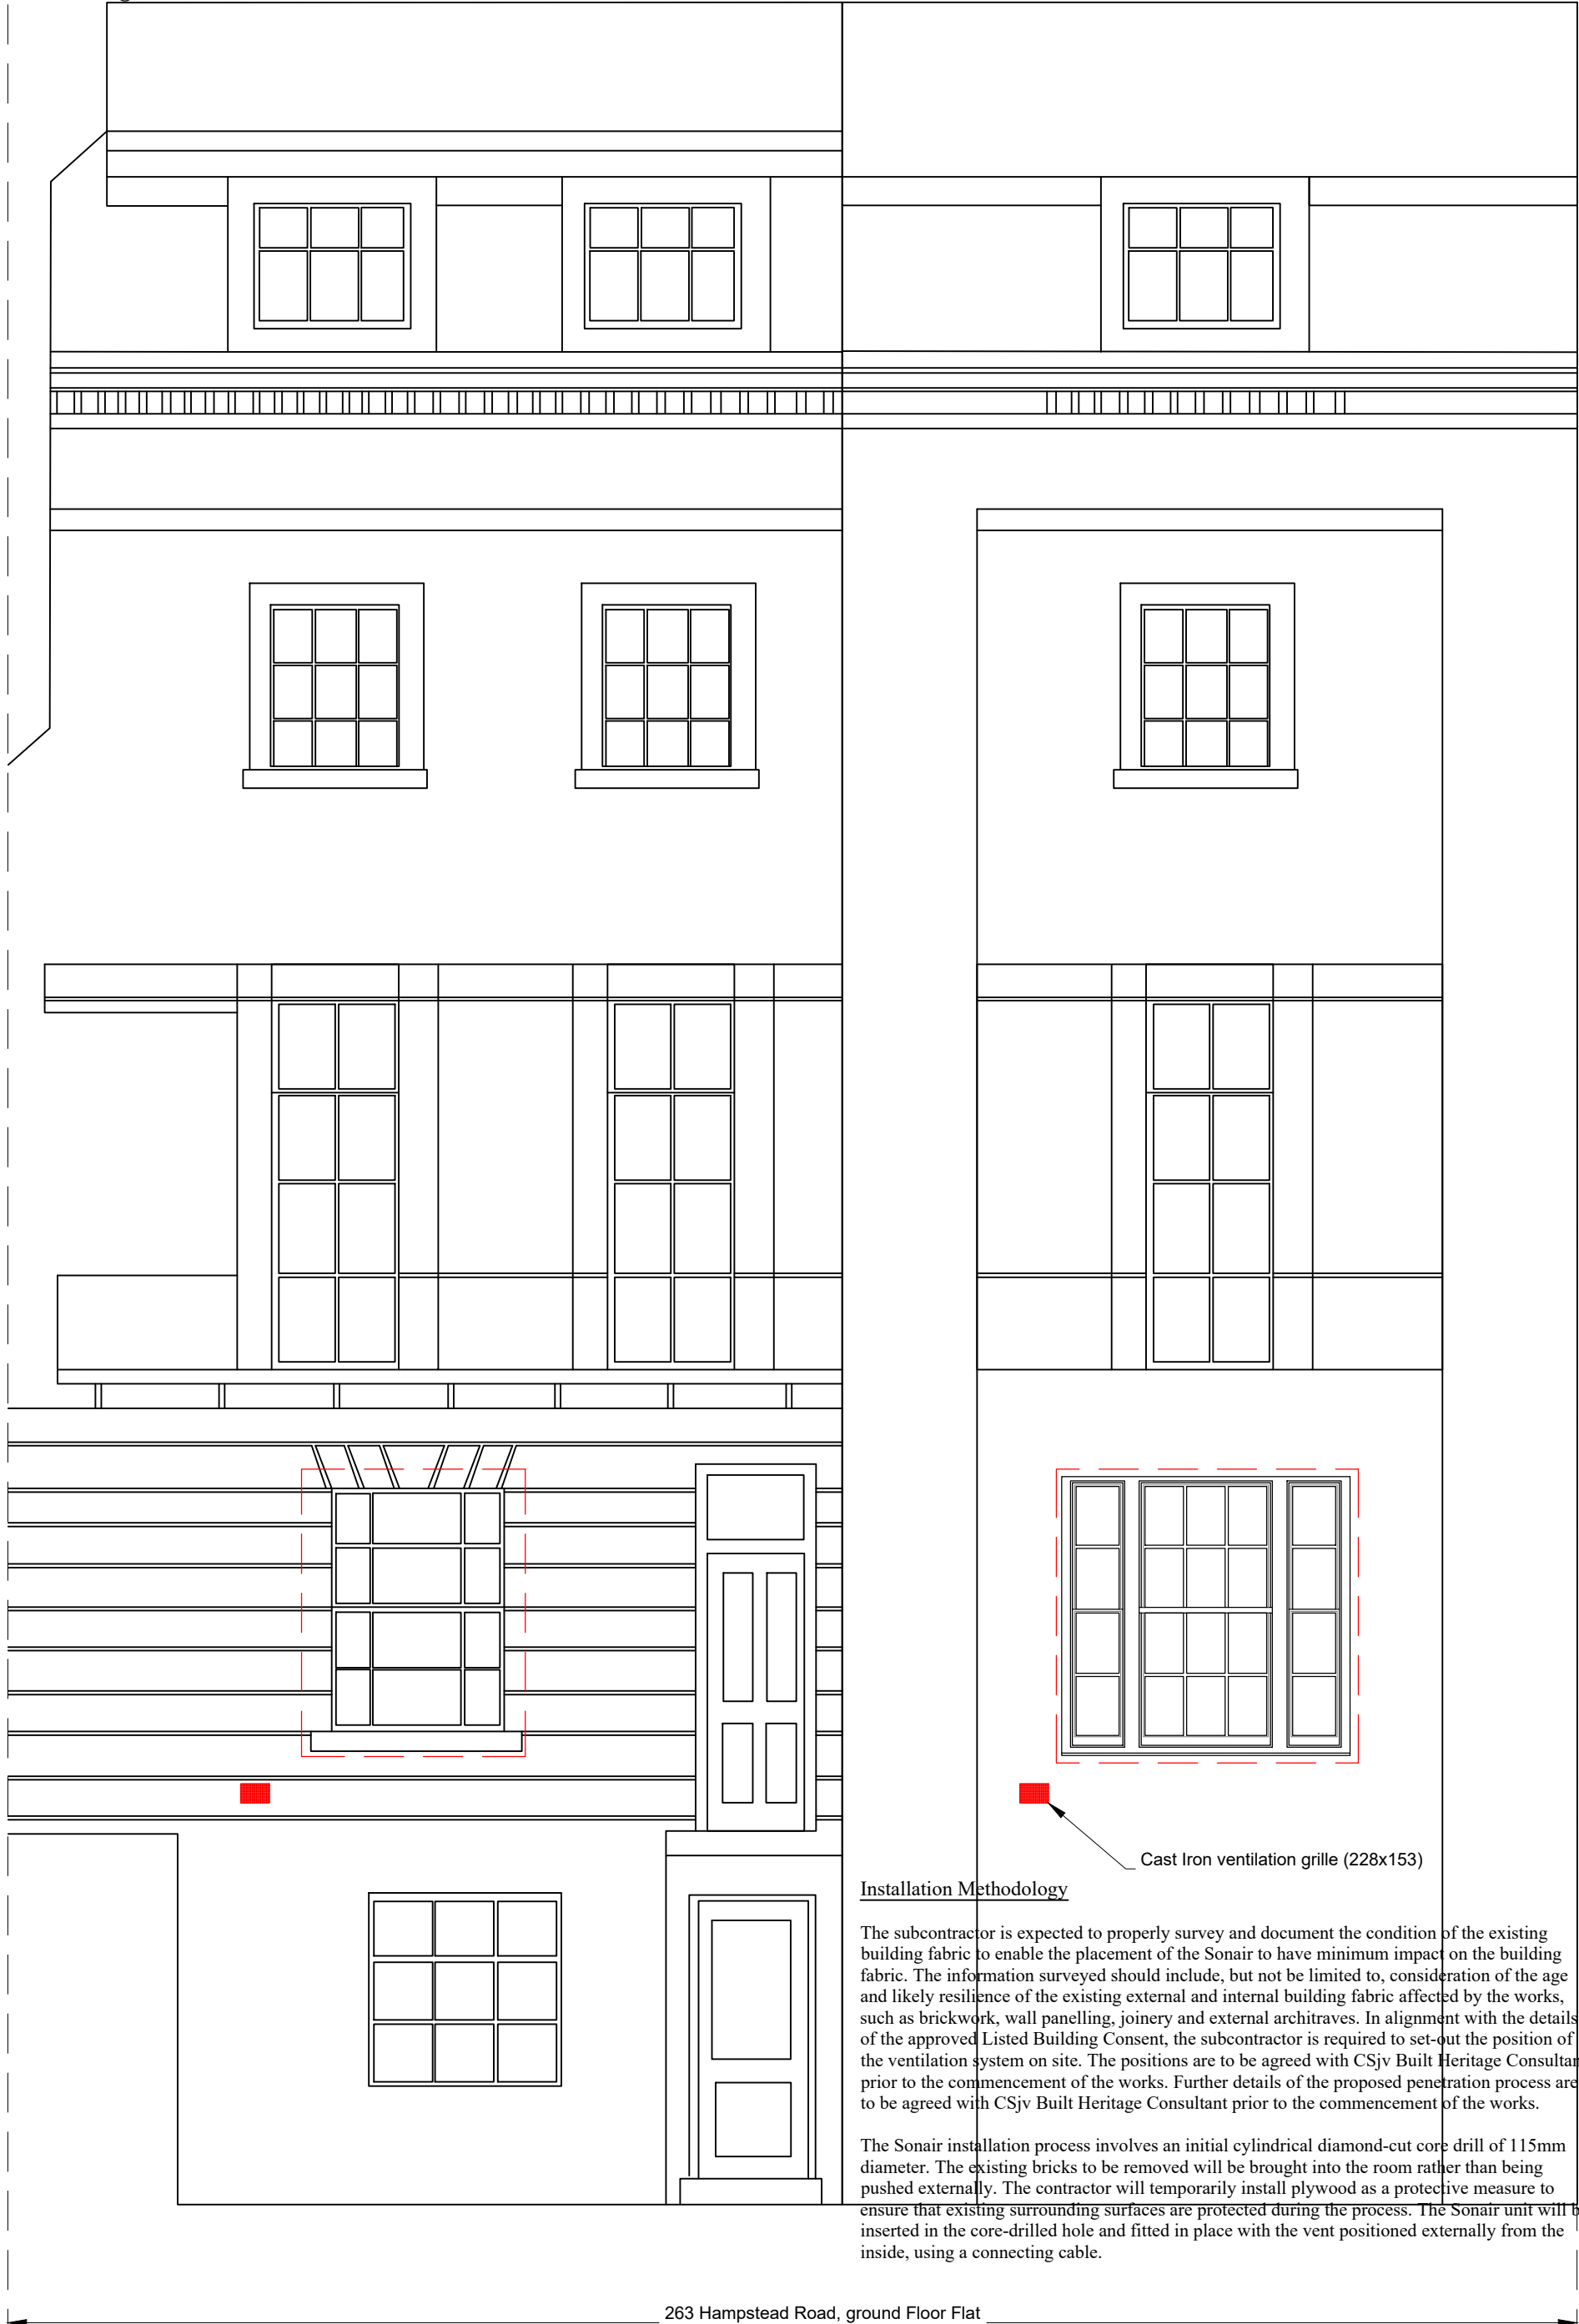 Cast Iron ventilation grille (228x153)
Installation Methodology
The subcontractor is expected to properly survey and document the condition of the existing
building fabric to enable the placement of the Sonair to have minimum impact on the building
fabric. The information surveyed should include, but not be limited to, consideration of the age
and likely resilience of the existing external and internal building fabric affected by the works,
such as brickwork, wall panelling, joinery and external architraves. In alignment with the details
of the approved Listed Building Consent, the subcontractor is required to set-out the position of
the ventilation system on site. The positions are to be agreed with CSjv Built Heritage Consultan
prior to the commencement of the works. Further details of the proposed penetration process are
to be agreed with CSjv Built Heritage Consultant prior to the commencement of the works.
The Sonair installation process involves an initial cylindrical diamond-cut core drill of 115mm
diameter. The existing bricks to be removed will be brought into the room rather than being
pushed externally. The contractor will temporarily install plywood as a protective measure to
ensure that existing surrounding surfaces are protected during the process. The Sonair unit will
inserted in the core-drilled hole and fitted in place with the vent positioned externally from the
inside, using a connecting cable.
263 Hampstead Road, ground Floor Flat